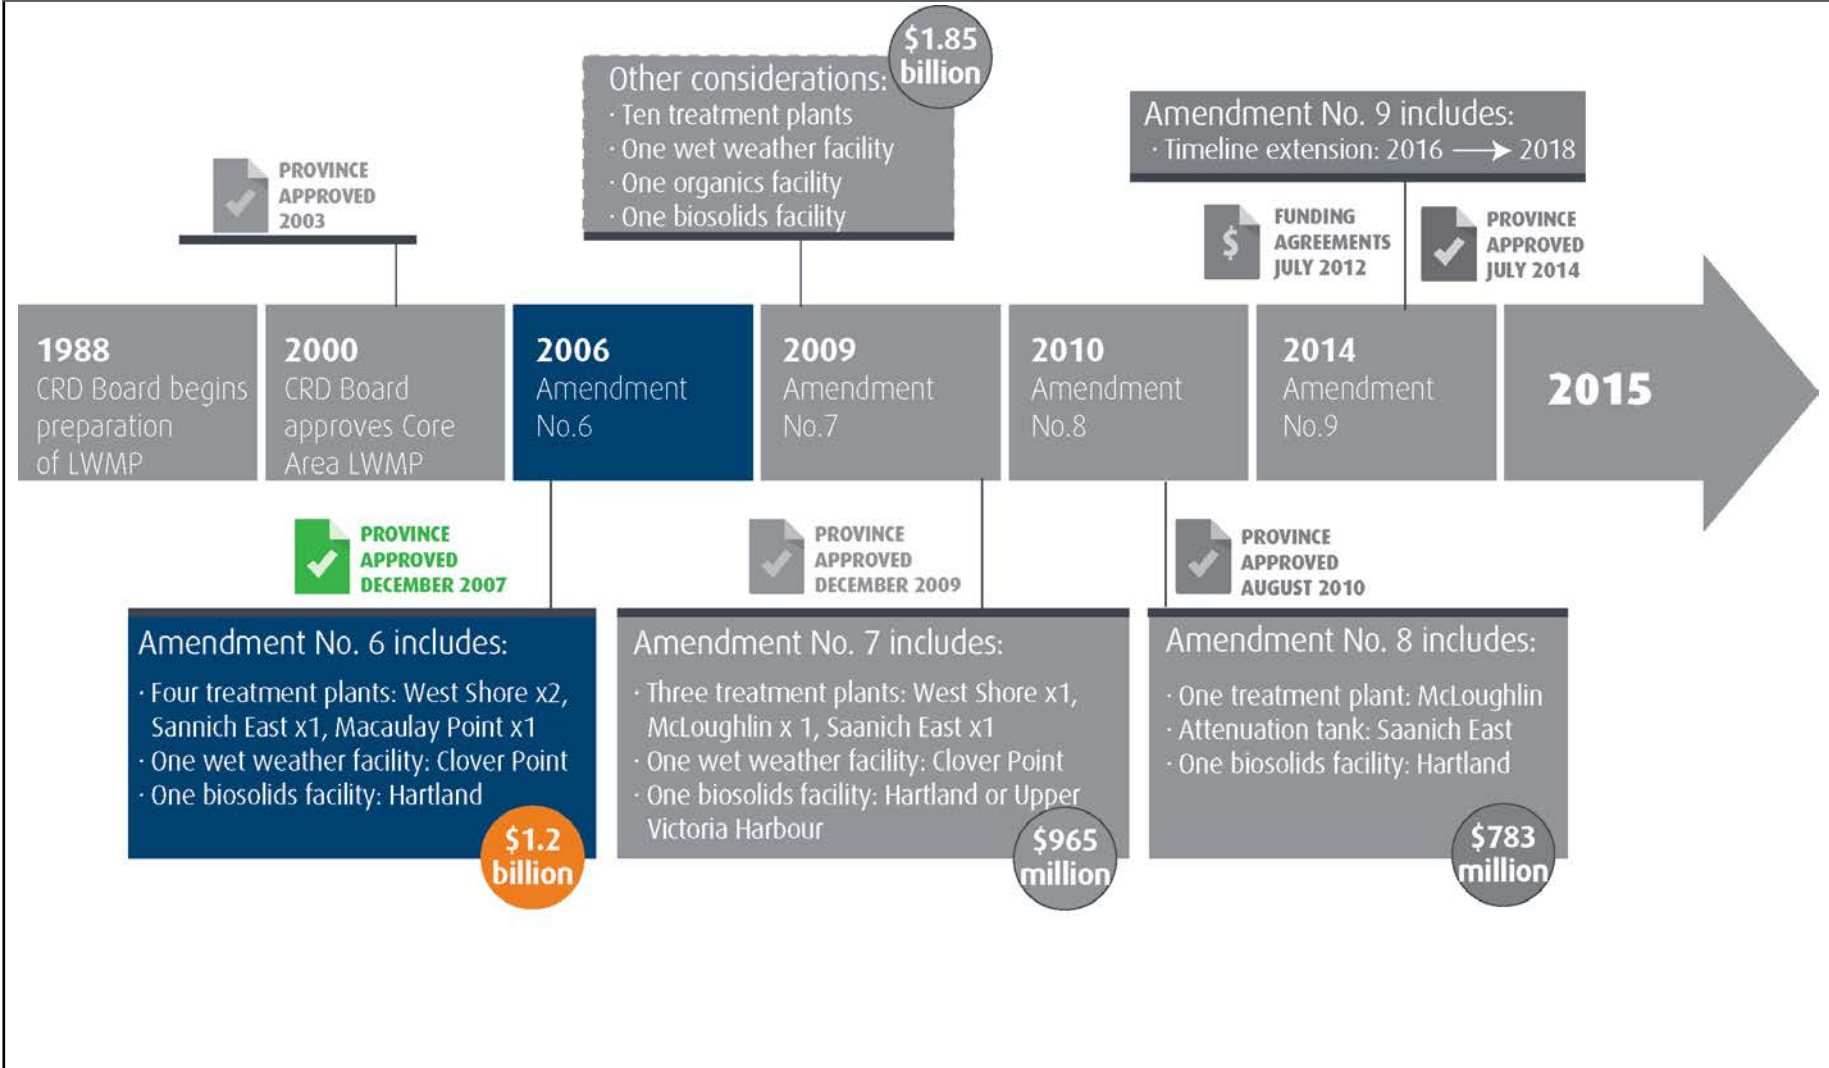 $1.85
billion
Other considerations:
· Ten treatment plants
· One wet weather facility
· One organics facility
· One biosolids facility
Amendment No. 9 includes:
· Timeline extension: 2016 → 2018
PROVINCE
APPROVED
2003
$
FUNDING
AGREEMENTS
JULY 2012
PROVINCE
APPROVED
JULY 2014
1988
CRD Board begins
preparation
of LWMP
2000
CRD Board
approves Core
Area LWMP
2006
Amendment
No.6
2009
Amendment
No.7
2010
Amendment
No.8
2014
Amendment
No.9
2015
PROVINCE
APPROVED
DECEMBER 2007
PROVINCE
APPROVED
DECEMBER 2009
PROVINCE
APPROVED
AUGUST 2010
Amendment No. 6 includes:
· Four treatment plants: West Shore x2,
Sannich East x1, Macaulay Point x1
· One wet weather facility: Clover Point
· One biosolids facility: Hartland
$1.2
billion
Amendment No. 7 includes:
· Three treatment plants: West Shore x1,
McLoughlin x 1, Saanich East x1
· One wet weather facility: Clover Point
· One biosolids facility: Hartland or Upper
Victoria Harbour
$965
million
Amendment No. 8 includes:
· One treatment plant: McLoughlin
· Attenuation tank: Saanich East
· One biosolids facility: Hartland
$783
million